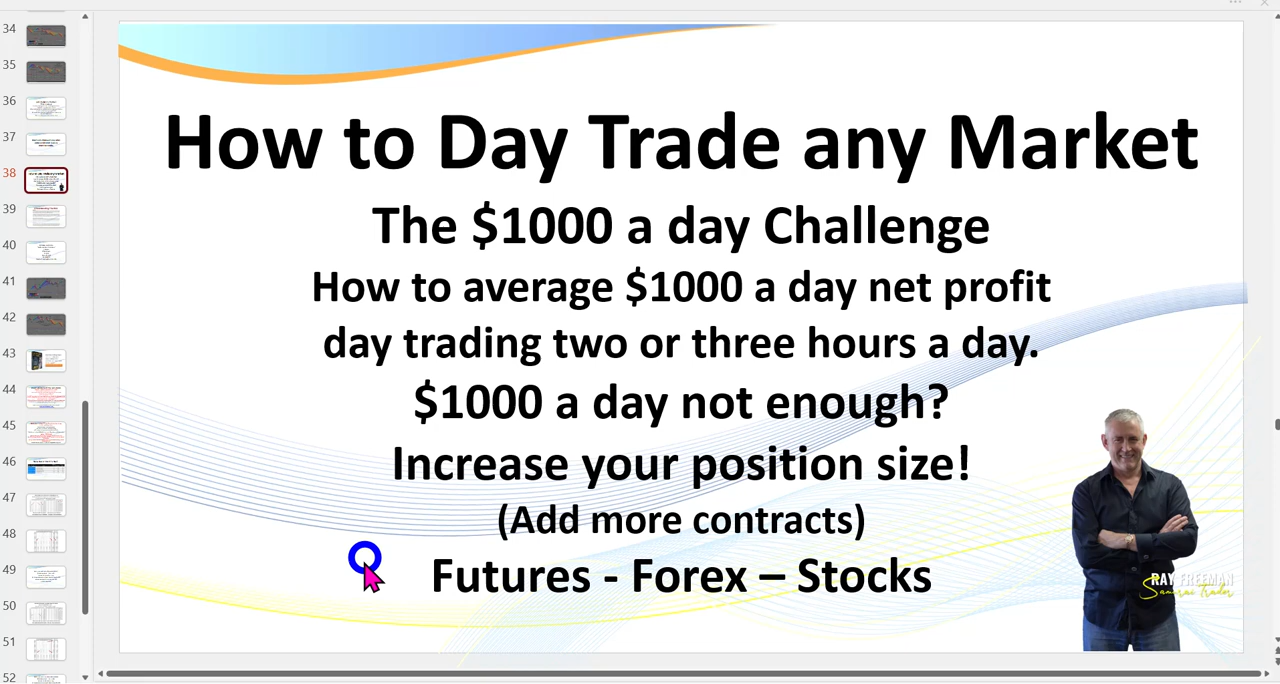 34
35
36
37
38
39
40
41
42
43
44
45
46
47
48
49
50
51
52
How to Day Trade any Market
The $1000 a day Challenge
How to average $1000 a day net profit
day trading two or three hours a day.
$1000 a day not enough?
Increase your position size!
(Add more contracts)
Futures - Forex – Stocks
RAY FREEMAN
Samurai Trader